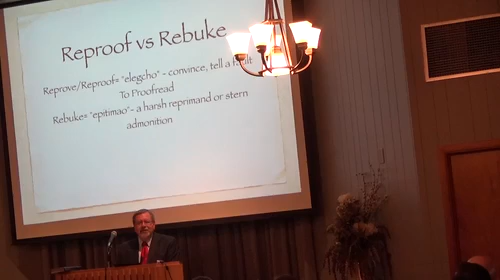 Reproof vs Rebuke
Reprove/Reproof= "elegcho" - convince, tell a fault
To Proofread
Rebuke= "epitimao"- a harsh reprimand or stern
admonition